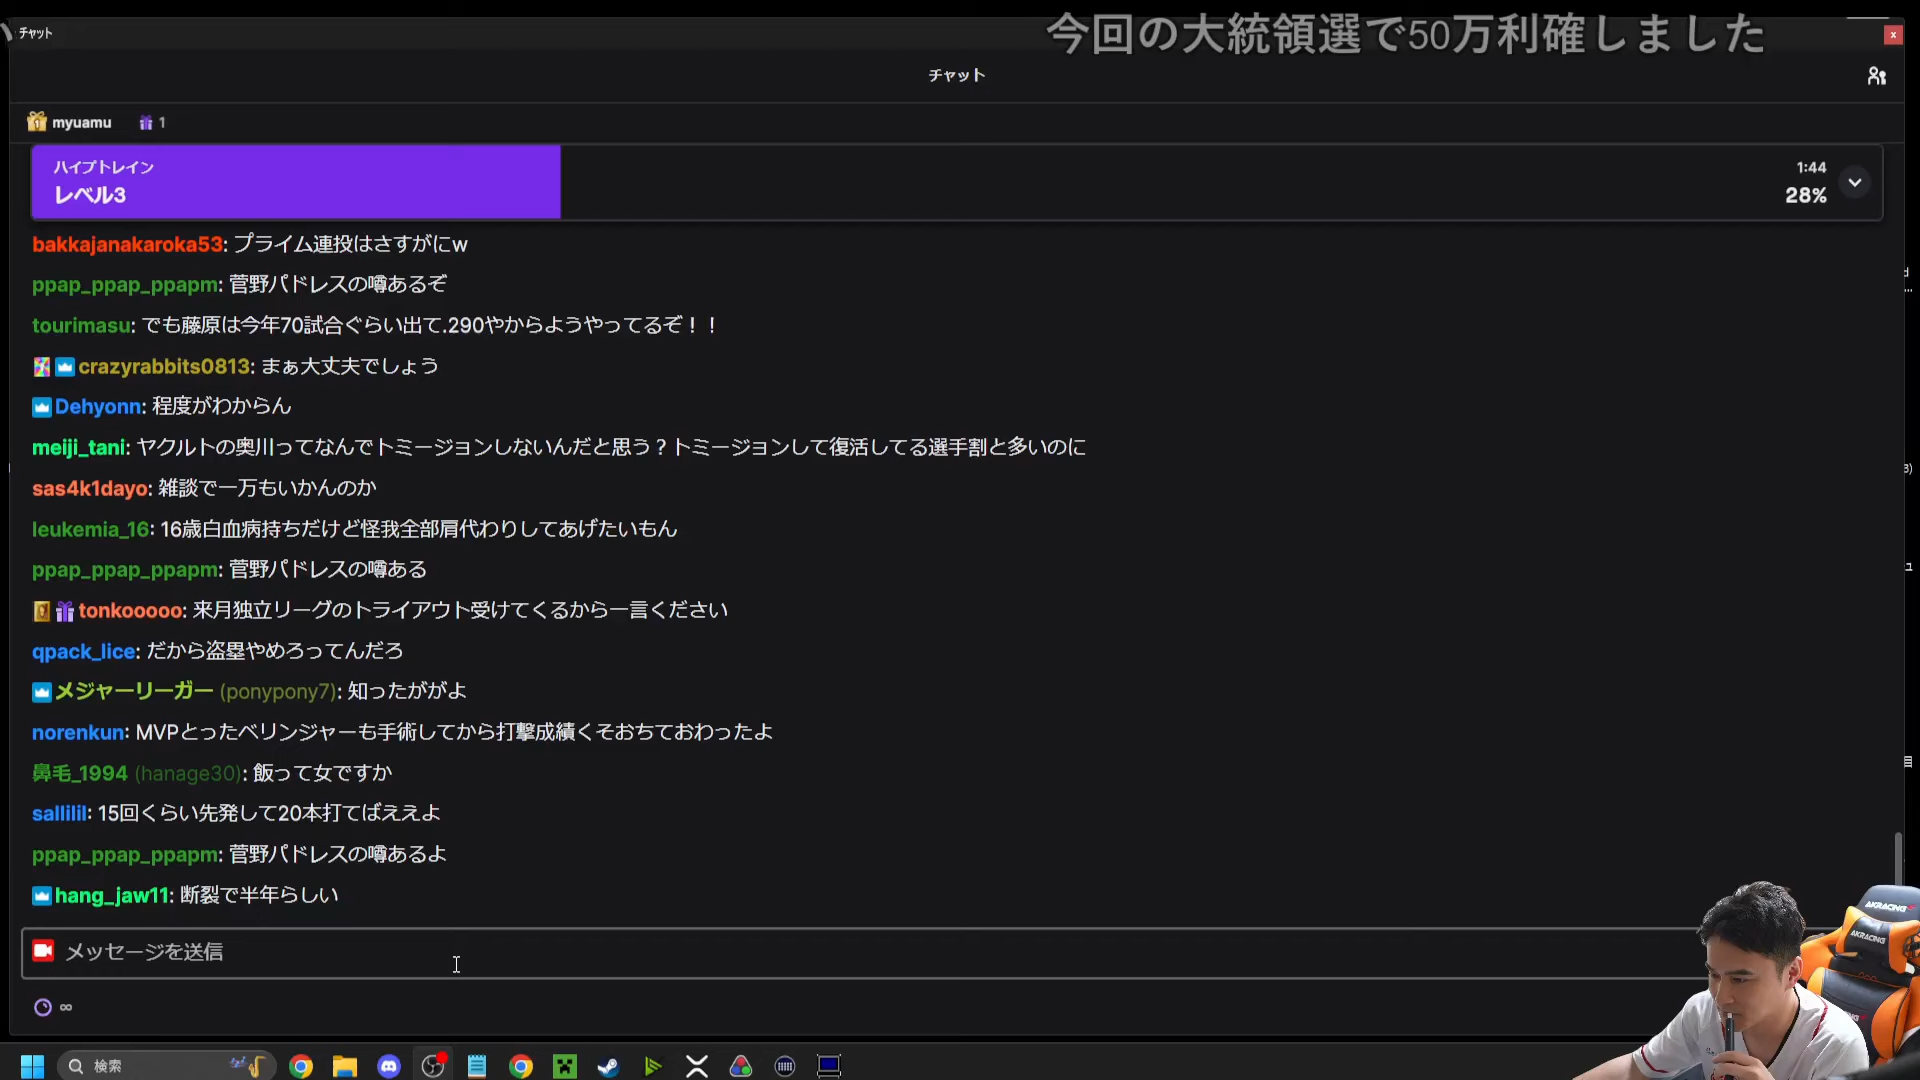 チャット
今回の大統領選で50万利確しました
チャット
myuamu 1
ハイプトレイン
レベル3
1:44
28%
bakkajanakaroka53: プライム連投はさすがにw
ppap_ppap_ppapm: 菅野パドレスの噂あるぞ
tourimasu: でも藤原は今年70試合ぐらい出て.290やからようやってるぞ！！
crazyrabbits0813: まぁ大丈夫でしょう
Dehyonn: 程度がわからん
meiji_tani: ヤクルトの奥川ってなんでトミージョンしないんだと思う？トミージョンして復活してる選手割と多いのに
sas4k1dayo: 雑談で一万もいかんのか
leukemia_16: 16歳白血病持ちだけど怪我全部肩代わりしてあげたいもん
ppap_ppap_ppapm: 菅野パドレスの噂ある
tonkooooo: 来月独立リーグのトライアウト受けてくるから一言ください
qpack_lice: だから盗塁やめろってんだろ
メジャーリーガー (ponypony7): 知ったががよ
norenkun: MVPとったベリンジャーも手術してから打撃成績くそおちておわったよ
鼻毛_1994 (hanage30): 飯って女ですか
sallilil: 15回くらい先発して20本打てばええよ
ppap_ppap_ppapm: 菅野パドレスの噂あるよ
hang_jaw11: 断裂で半年らしい
メッセージを送信
∞
検索
AKRACING
AKRACING